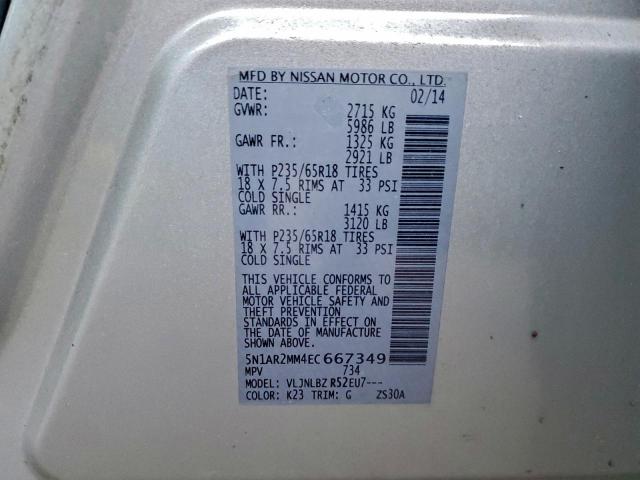 MFD BY NISSAN MOTOR CO., LTD.
DATE: 02/14
GVWR: 2715 KG
5986 LB
GAWR FR.: 1325 KG
2921 LB
WITH P235/65R18 TIRES
18 X 7.5 RIMS AT 33 PSI
COLD SINGLE
GAWR RR.: 1415 KG
3120 LB
WITH P235/65R18 TIRES
18 X 7.5 RIMS AT 33 PSI
COLD SINGLE
THIS VEHICLE CONFORMS TO
ALL APPLICABLE FEDERAL
MOTOR VEHICLE SAFETY AND
THEFT PREVENTION
STANDARDS IN EFFECT ON
THE DATE OF MANUFACTURE
SHOWN ABOVE.
5N1AR2MM4EC667349
MPV 734
MODEL: VLJNLBZ R52EU7---
COLOR: K23 TRIM: G ZS30A